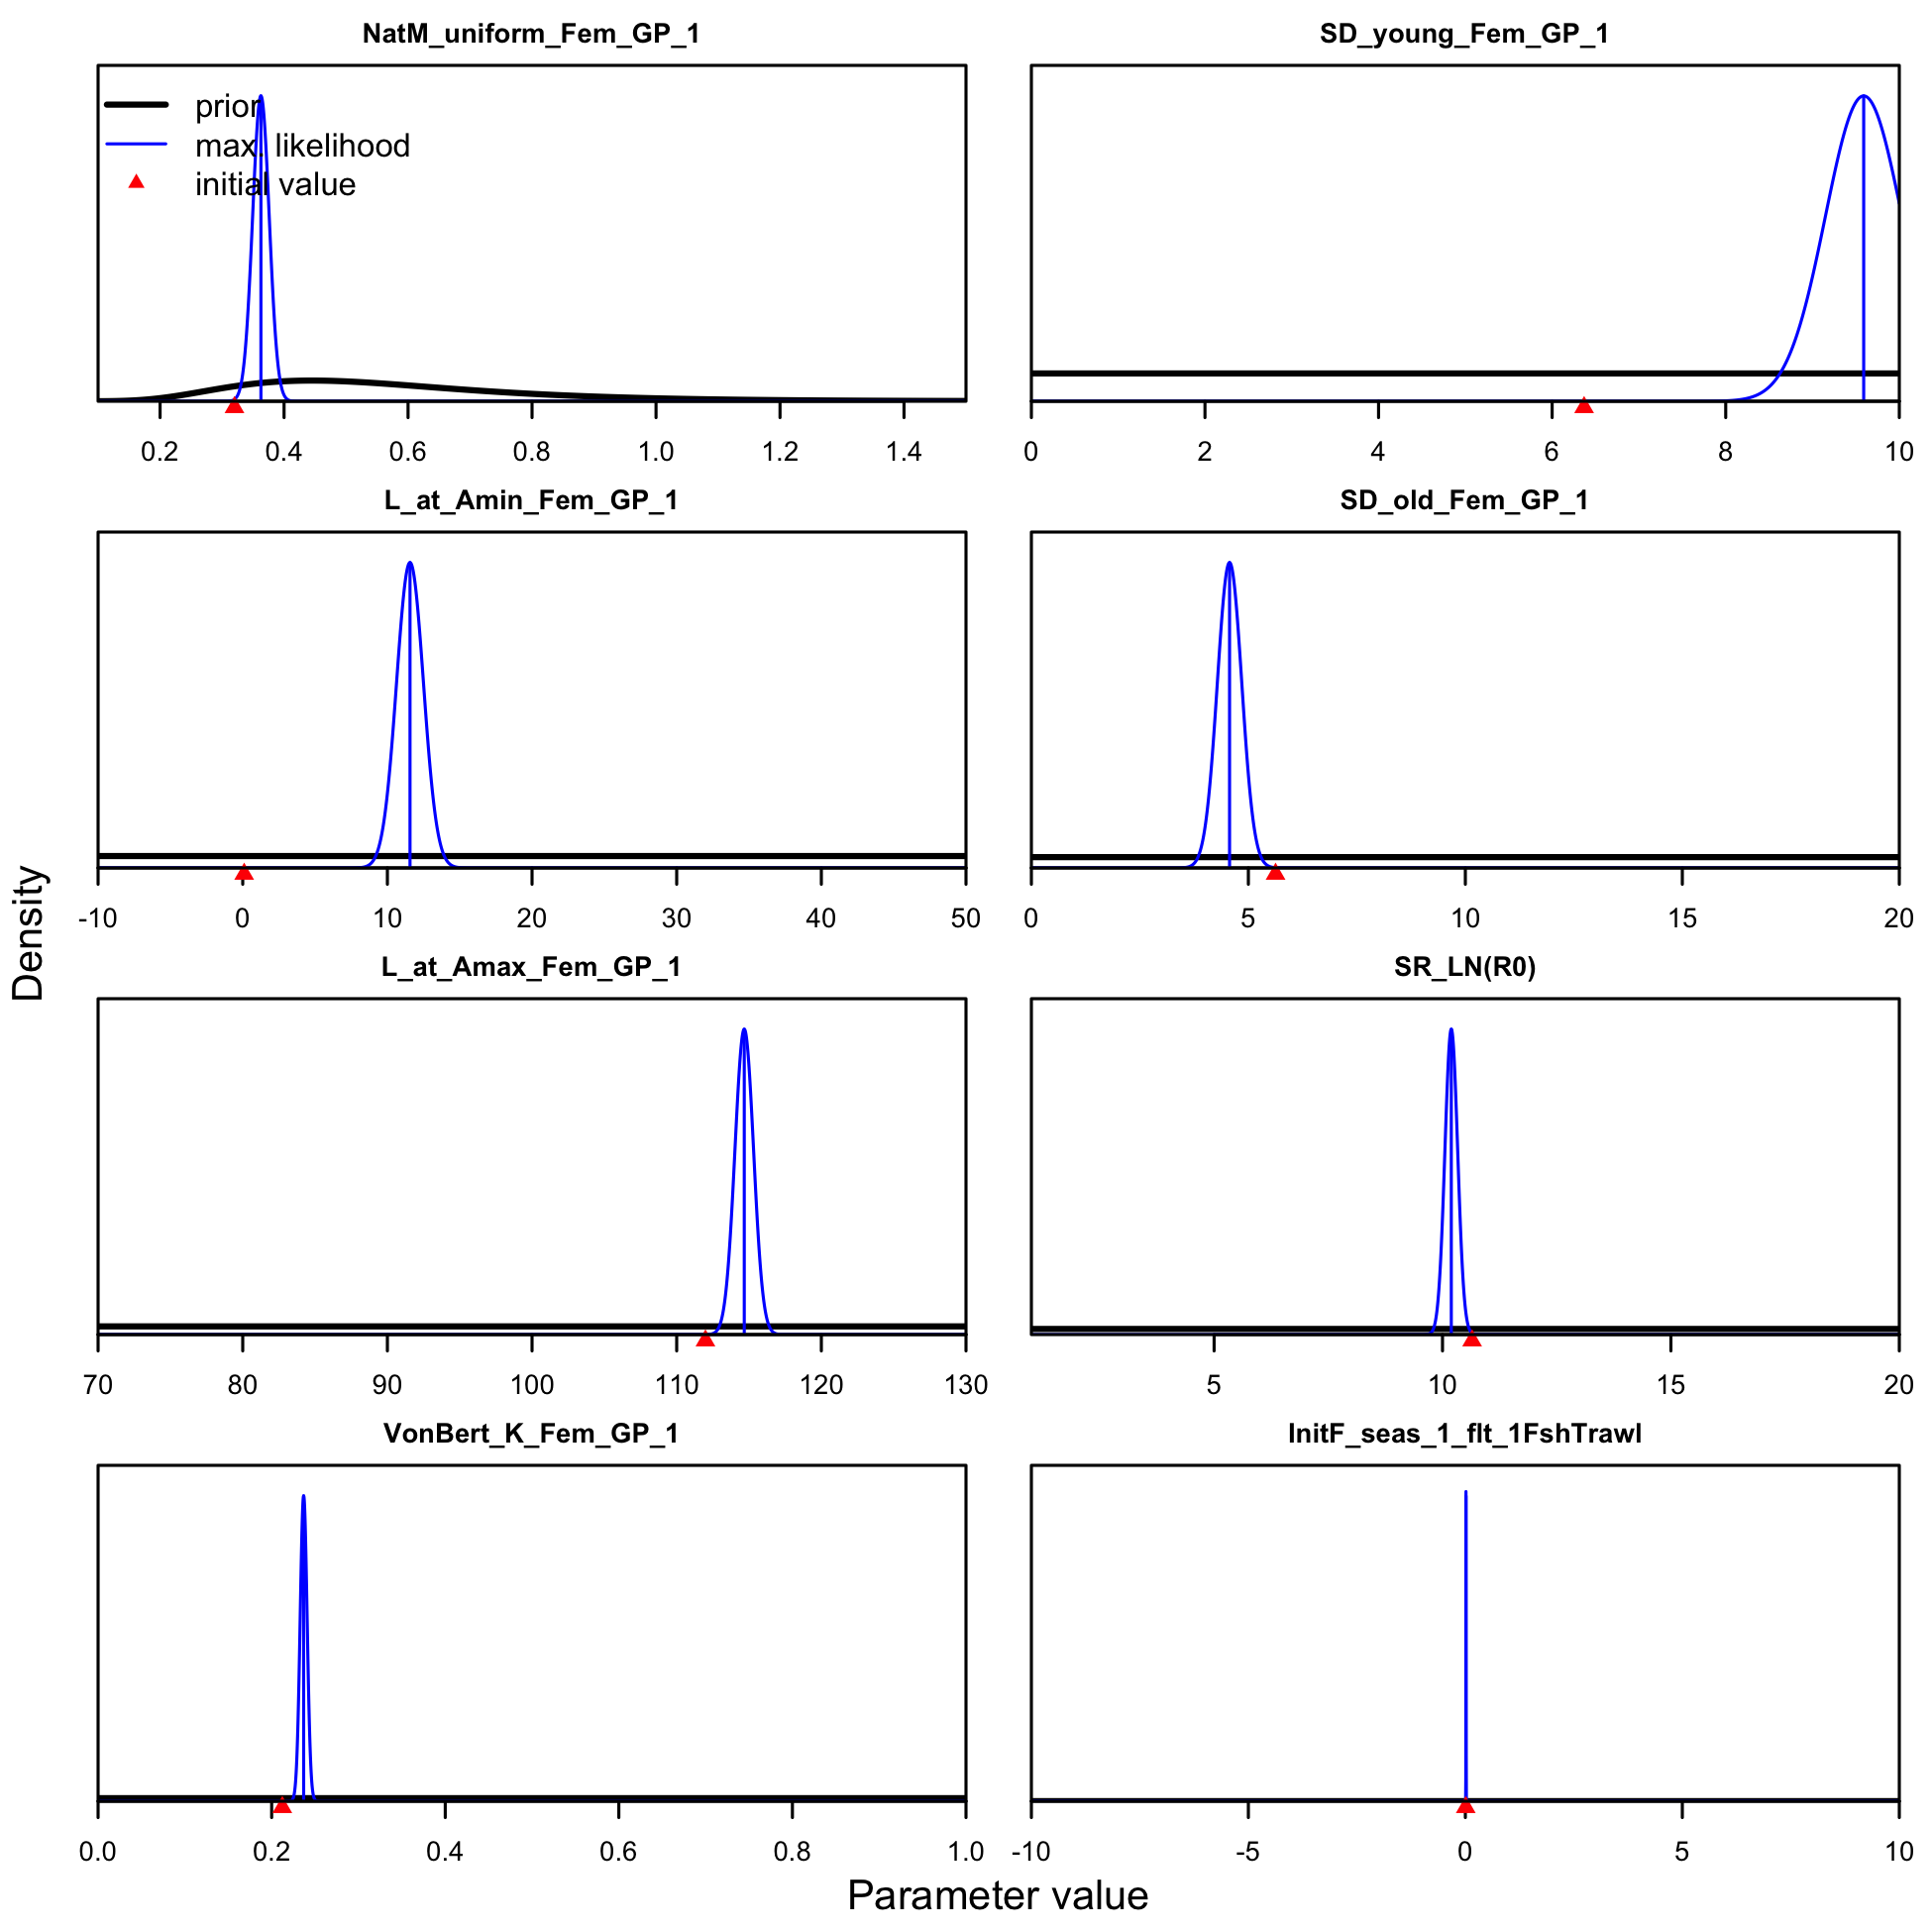 NatM_uniform_Fem_GP_1
prior
max. likelihood
initial value
0.2 0.4 0.6 0.8 1.0 1.2 1.4
SD_young_Fem_GP_1
0 2 4 6 8 10
L_at_Amin_Fem_GP_1
-10 0 10 20 30 40 50
SD_old_Fem_GP_1
0 5 10 15 20
L_at_Amax_Fem_GP_1
70 80 90 100 110 120 130
SR_LN(R0)
5 10 15 20
VonBert_K_Fem_GP_1
0.0 0.2 0.4 0.6 0.8 1.0
InitF_seas_1_flt_1FshTrawl
-10 -5 0 5 10
Density
Parameter value